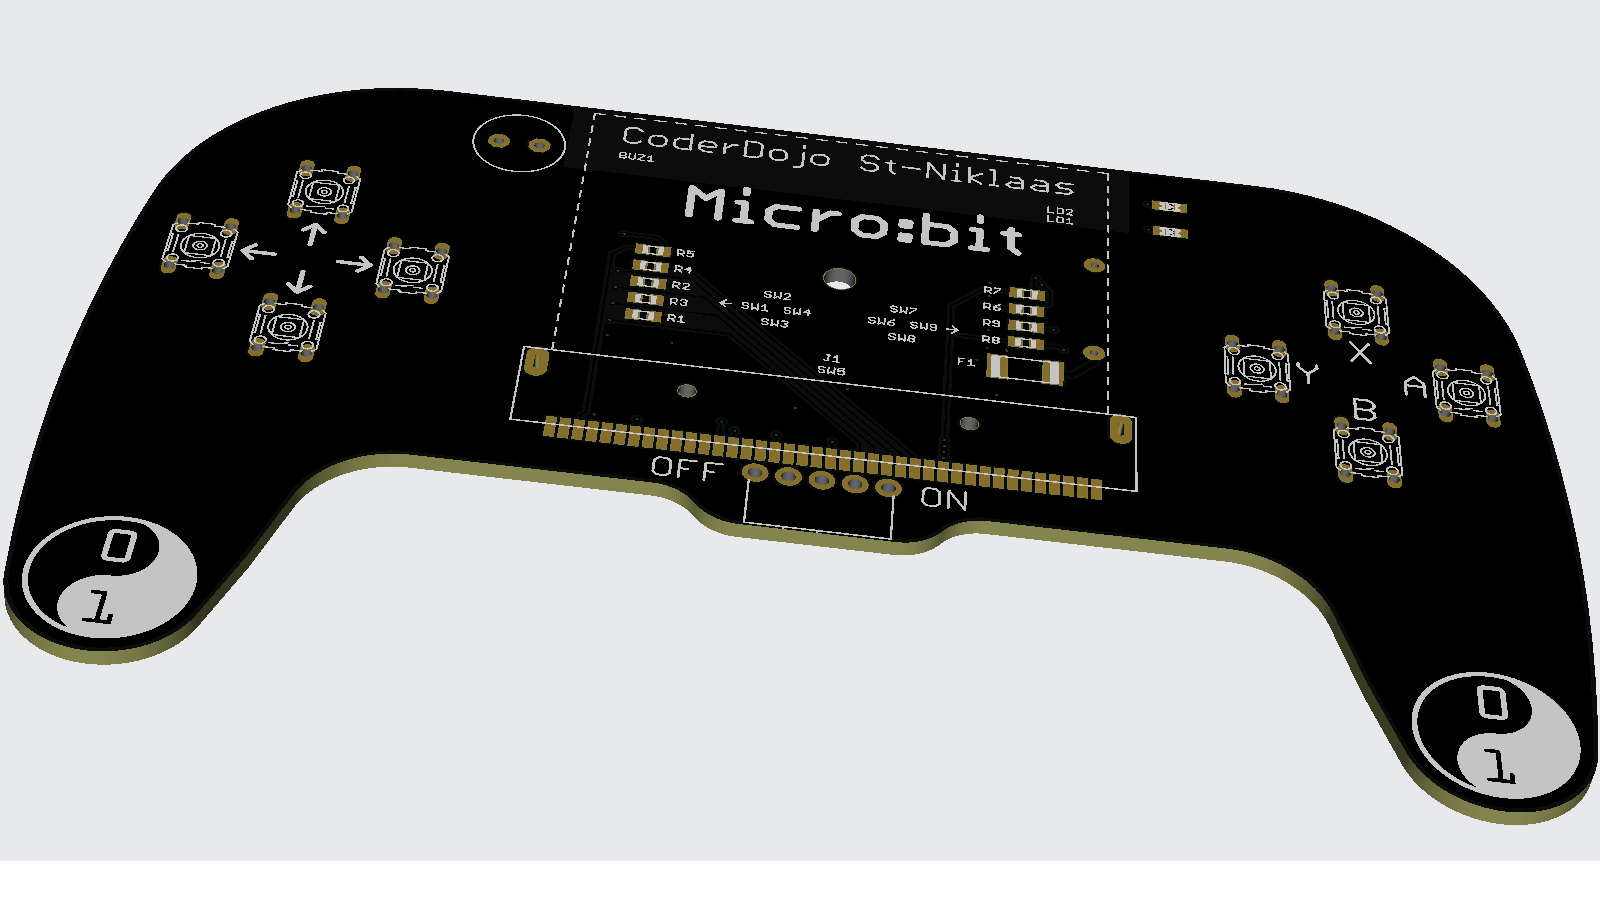 CoderDojo St-Niklaas
BUZ1
Micro:bit
LD2
LD1
R5
R4
R2
R3
R1
SW2
← SW1 SW4
SW3
SW7
SW6 SW9 →
SW8
R7
R6
R9
R8
F1
J1
SW5
↑
← →
↓
X
Y A
B
OFF ON
0
1
0
1